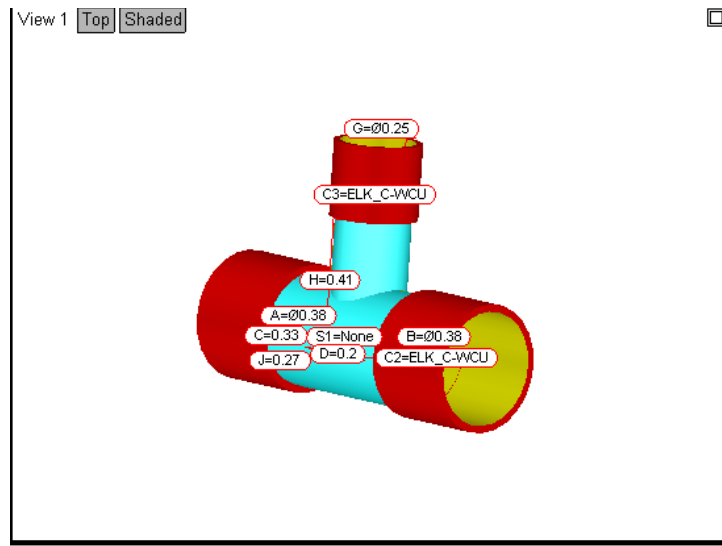 View 1 Top Shaded
G=Ø0.25
C3=ELK_C-WCU
H=0.41
A=Ø0.38
C=0.33 S1=None B=Ø0.38
J=0.27 D=0.2 C2=ELK_C-WCU